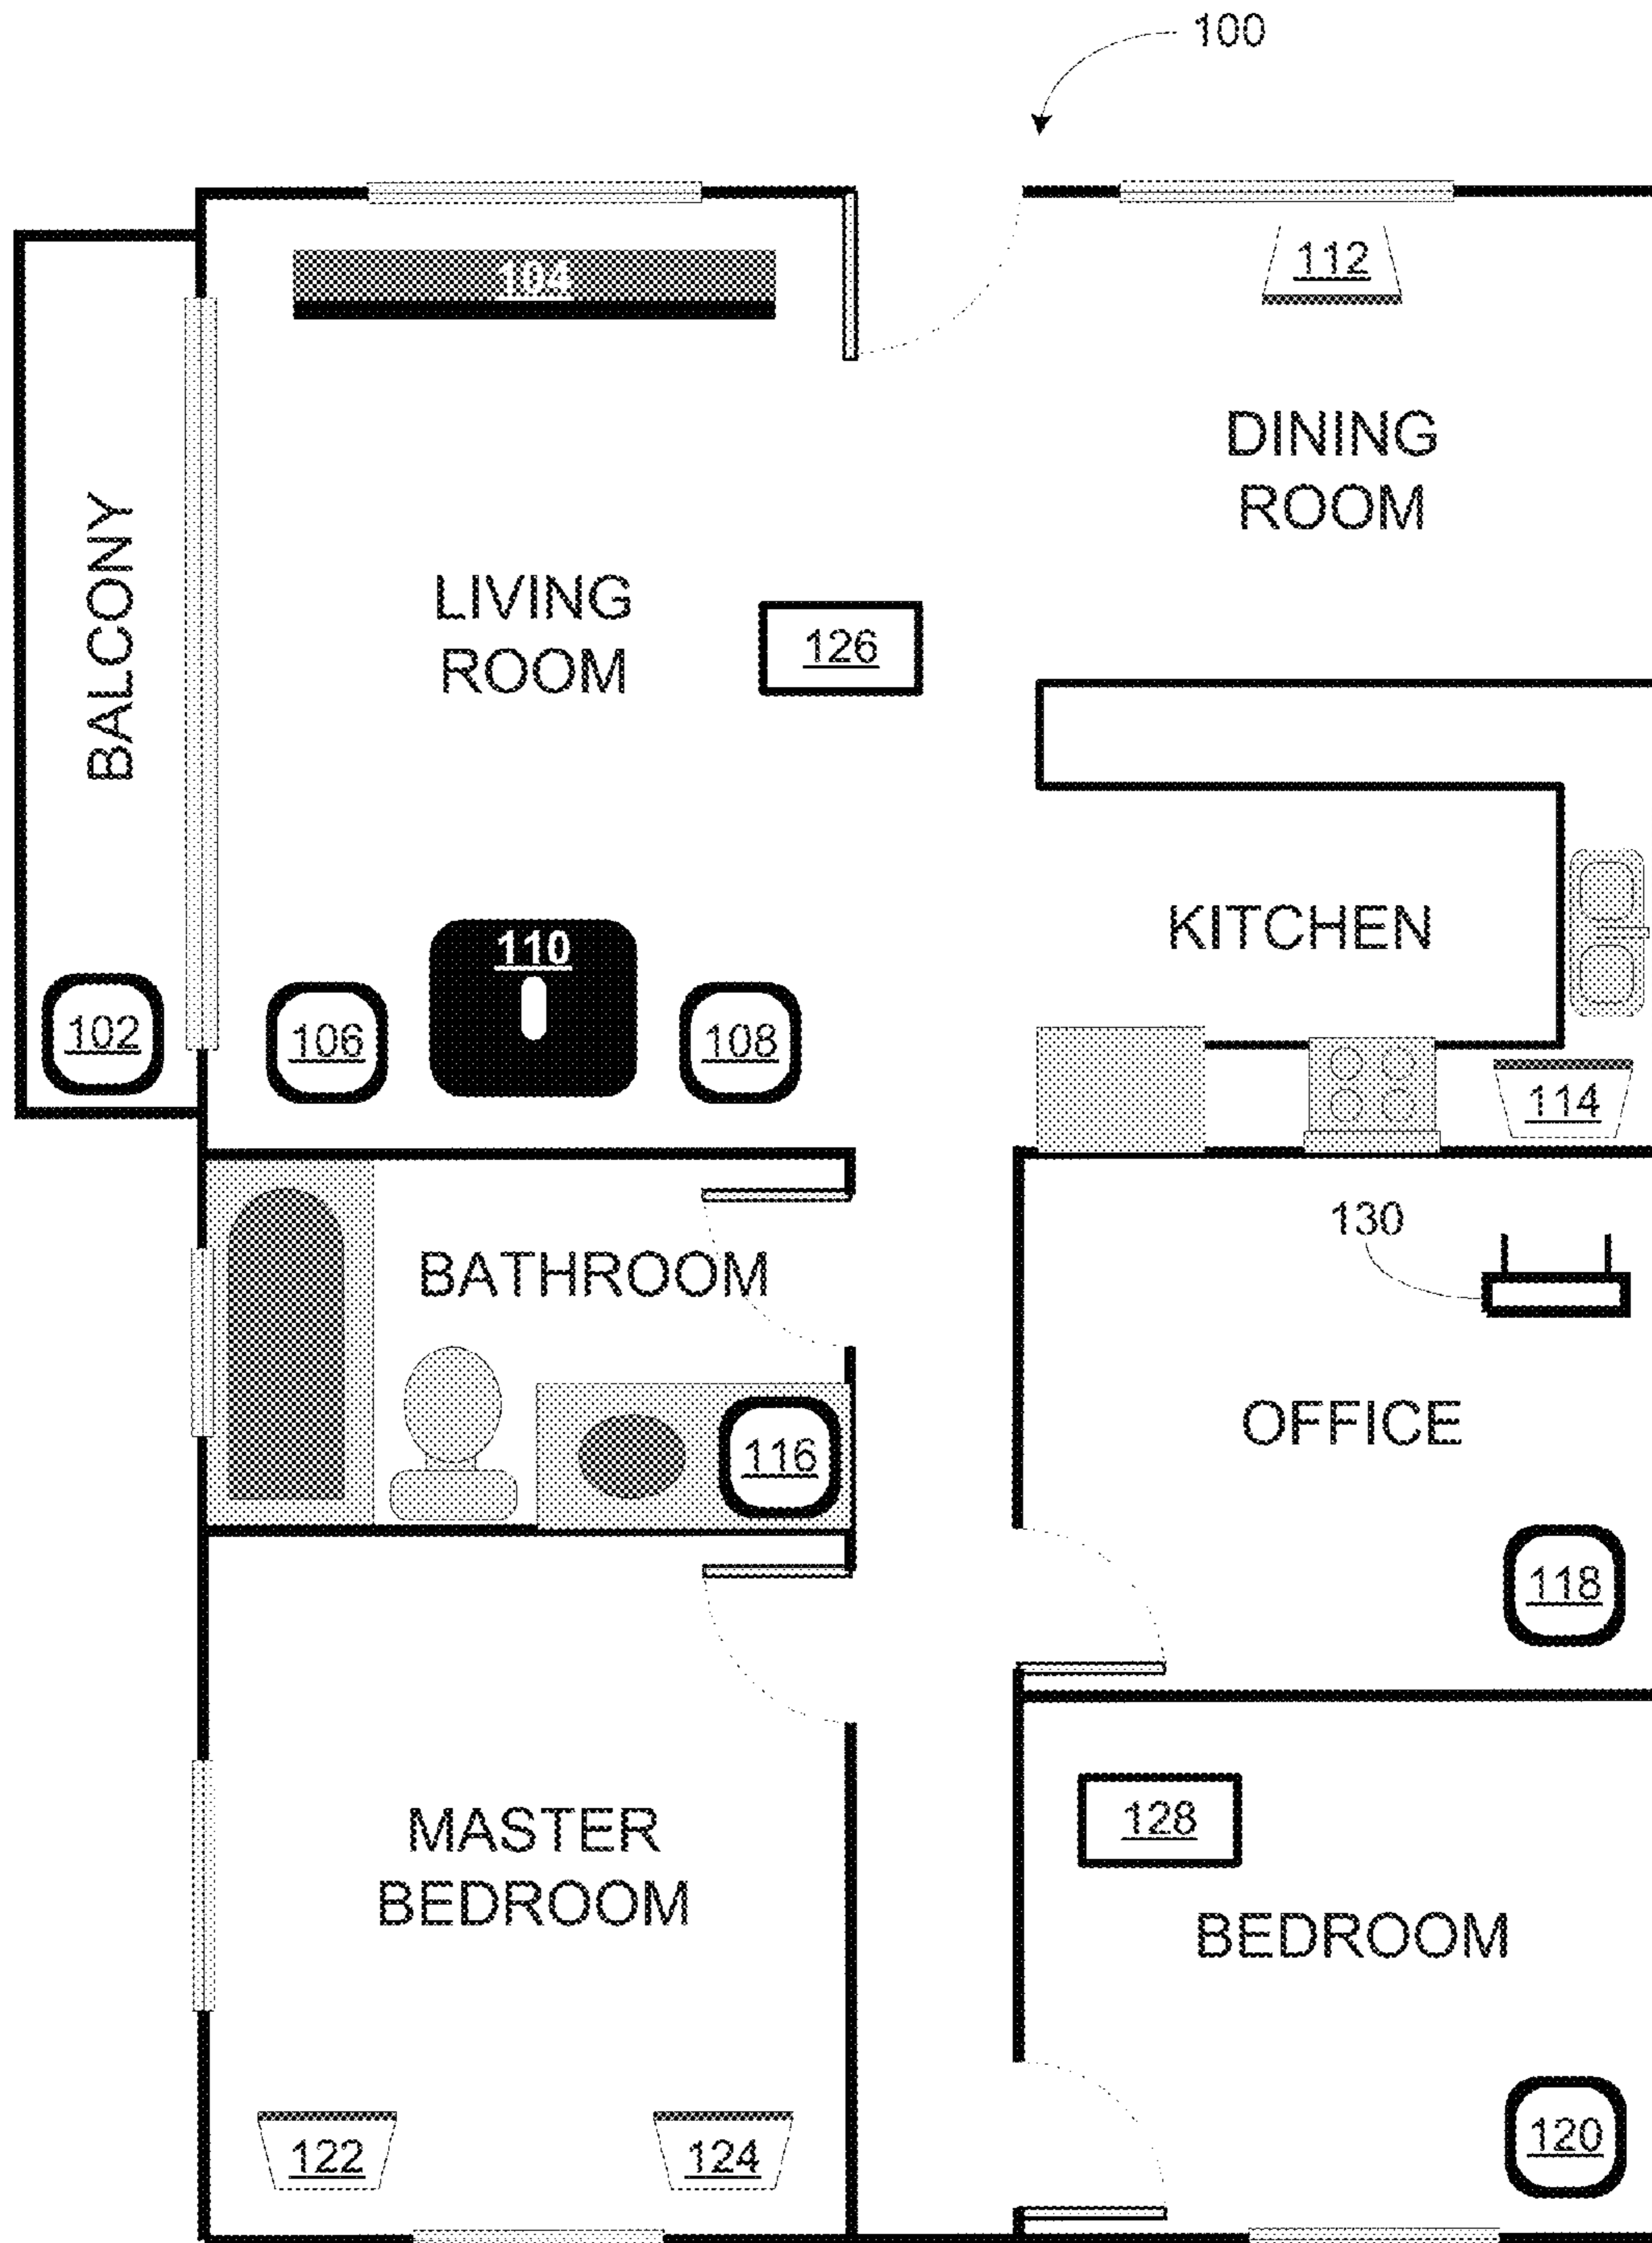 100
104
112
DINING
ROOM
BALCONY
LIVING
ROOM
126
KITCHEN
110
102
106
108
114
130
BATHROOM
OFFICE
116
118
MASTER
BEDROOM
128
BEDROOM
122
124
120